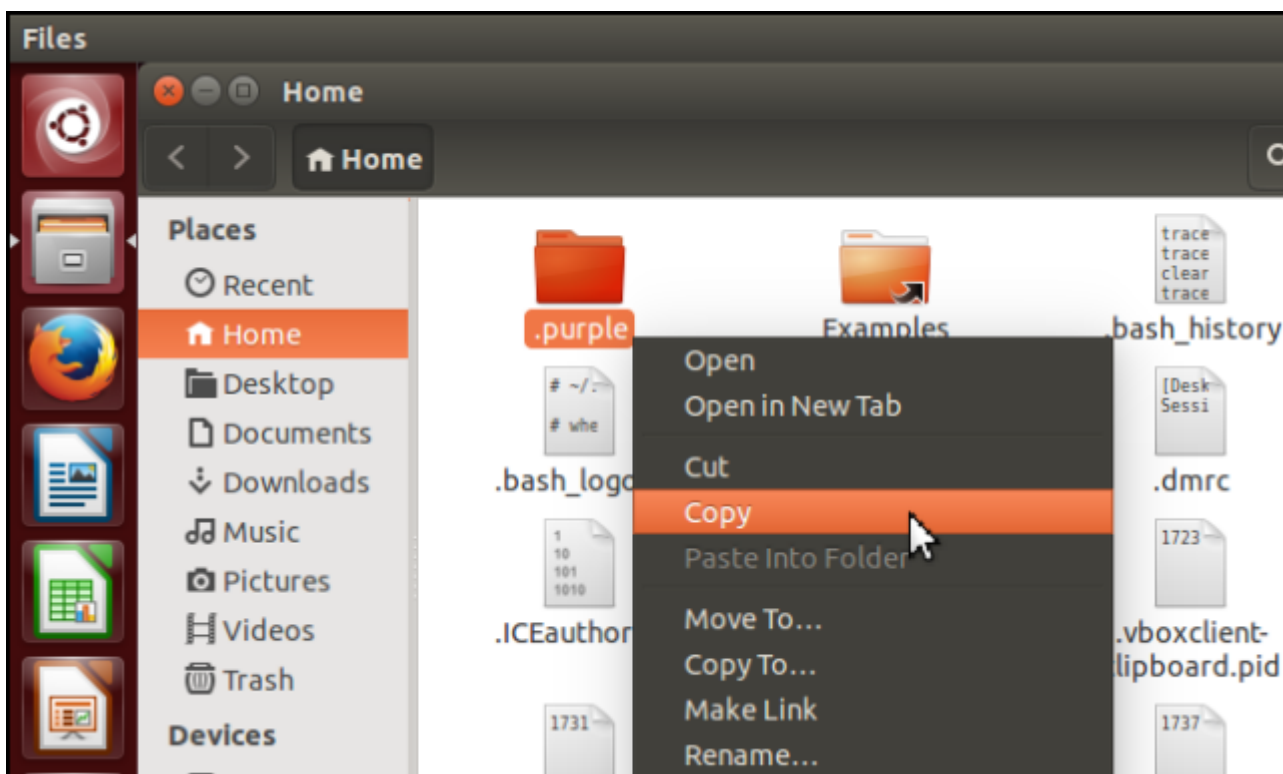 Files
Home
Home
Places
Recent
Home
Desktop
Documents
Downloads
Music
Pictures
Videos
Trash
Devices
.purple
Examples
trace
trace
clear
trace
.bash_history
# ~/.
# whe
.bash_logo
[Desk
Sessi
.dmrc
1
10
101
1010
.ICEauthor
1723
.vboxclient-
lipboard.pid
1731
1737
Open
Open in New Tab
Cut
Copy
Paste Into Folder
Move To...
Copy To...
Make Link
Rename...